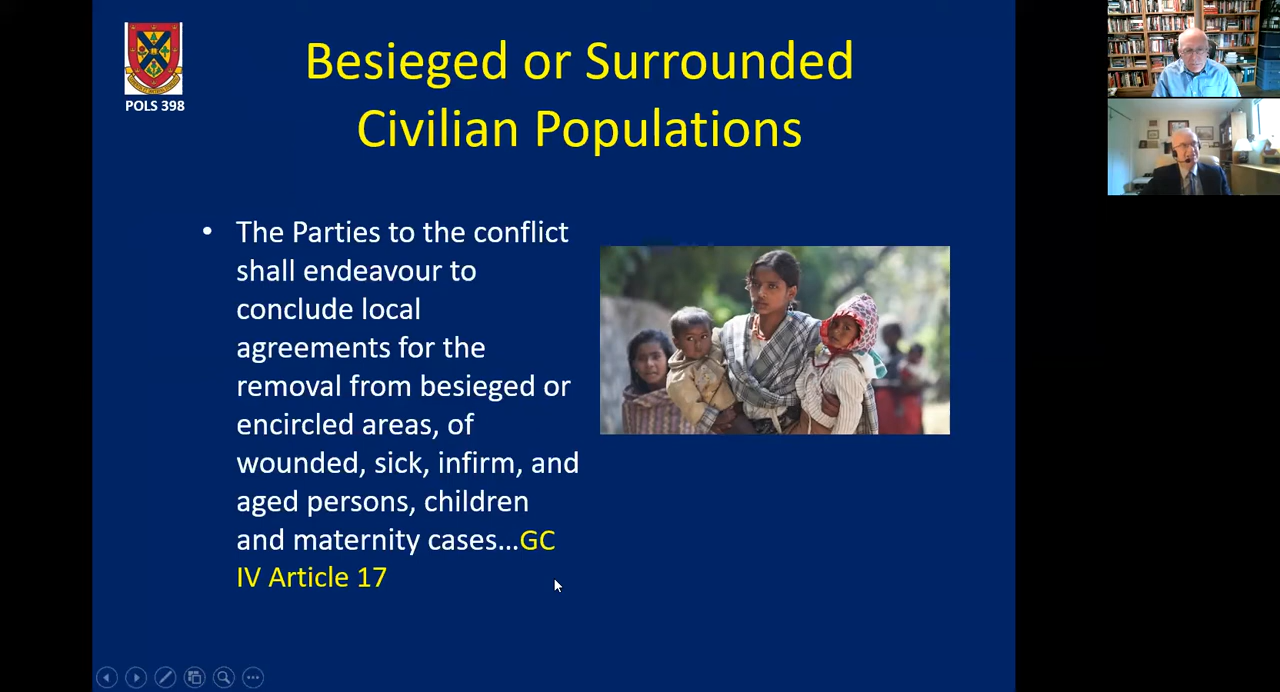 POLS 398
Besieged or Surrounded
Civilian Populations
• The Parties to the conflict
shall endeavour to
conclude local
agreements for the
removal from besieged or
encircled areas, of
wounded, sick, infirm, and
aged persons, children
and maternity cases…GC
IV Article 17